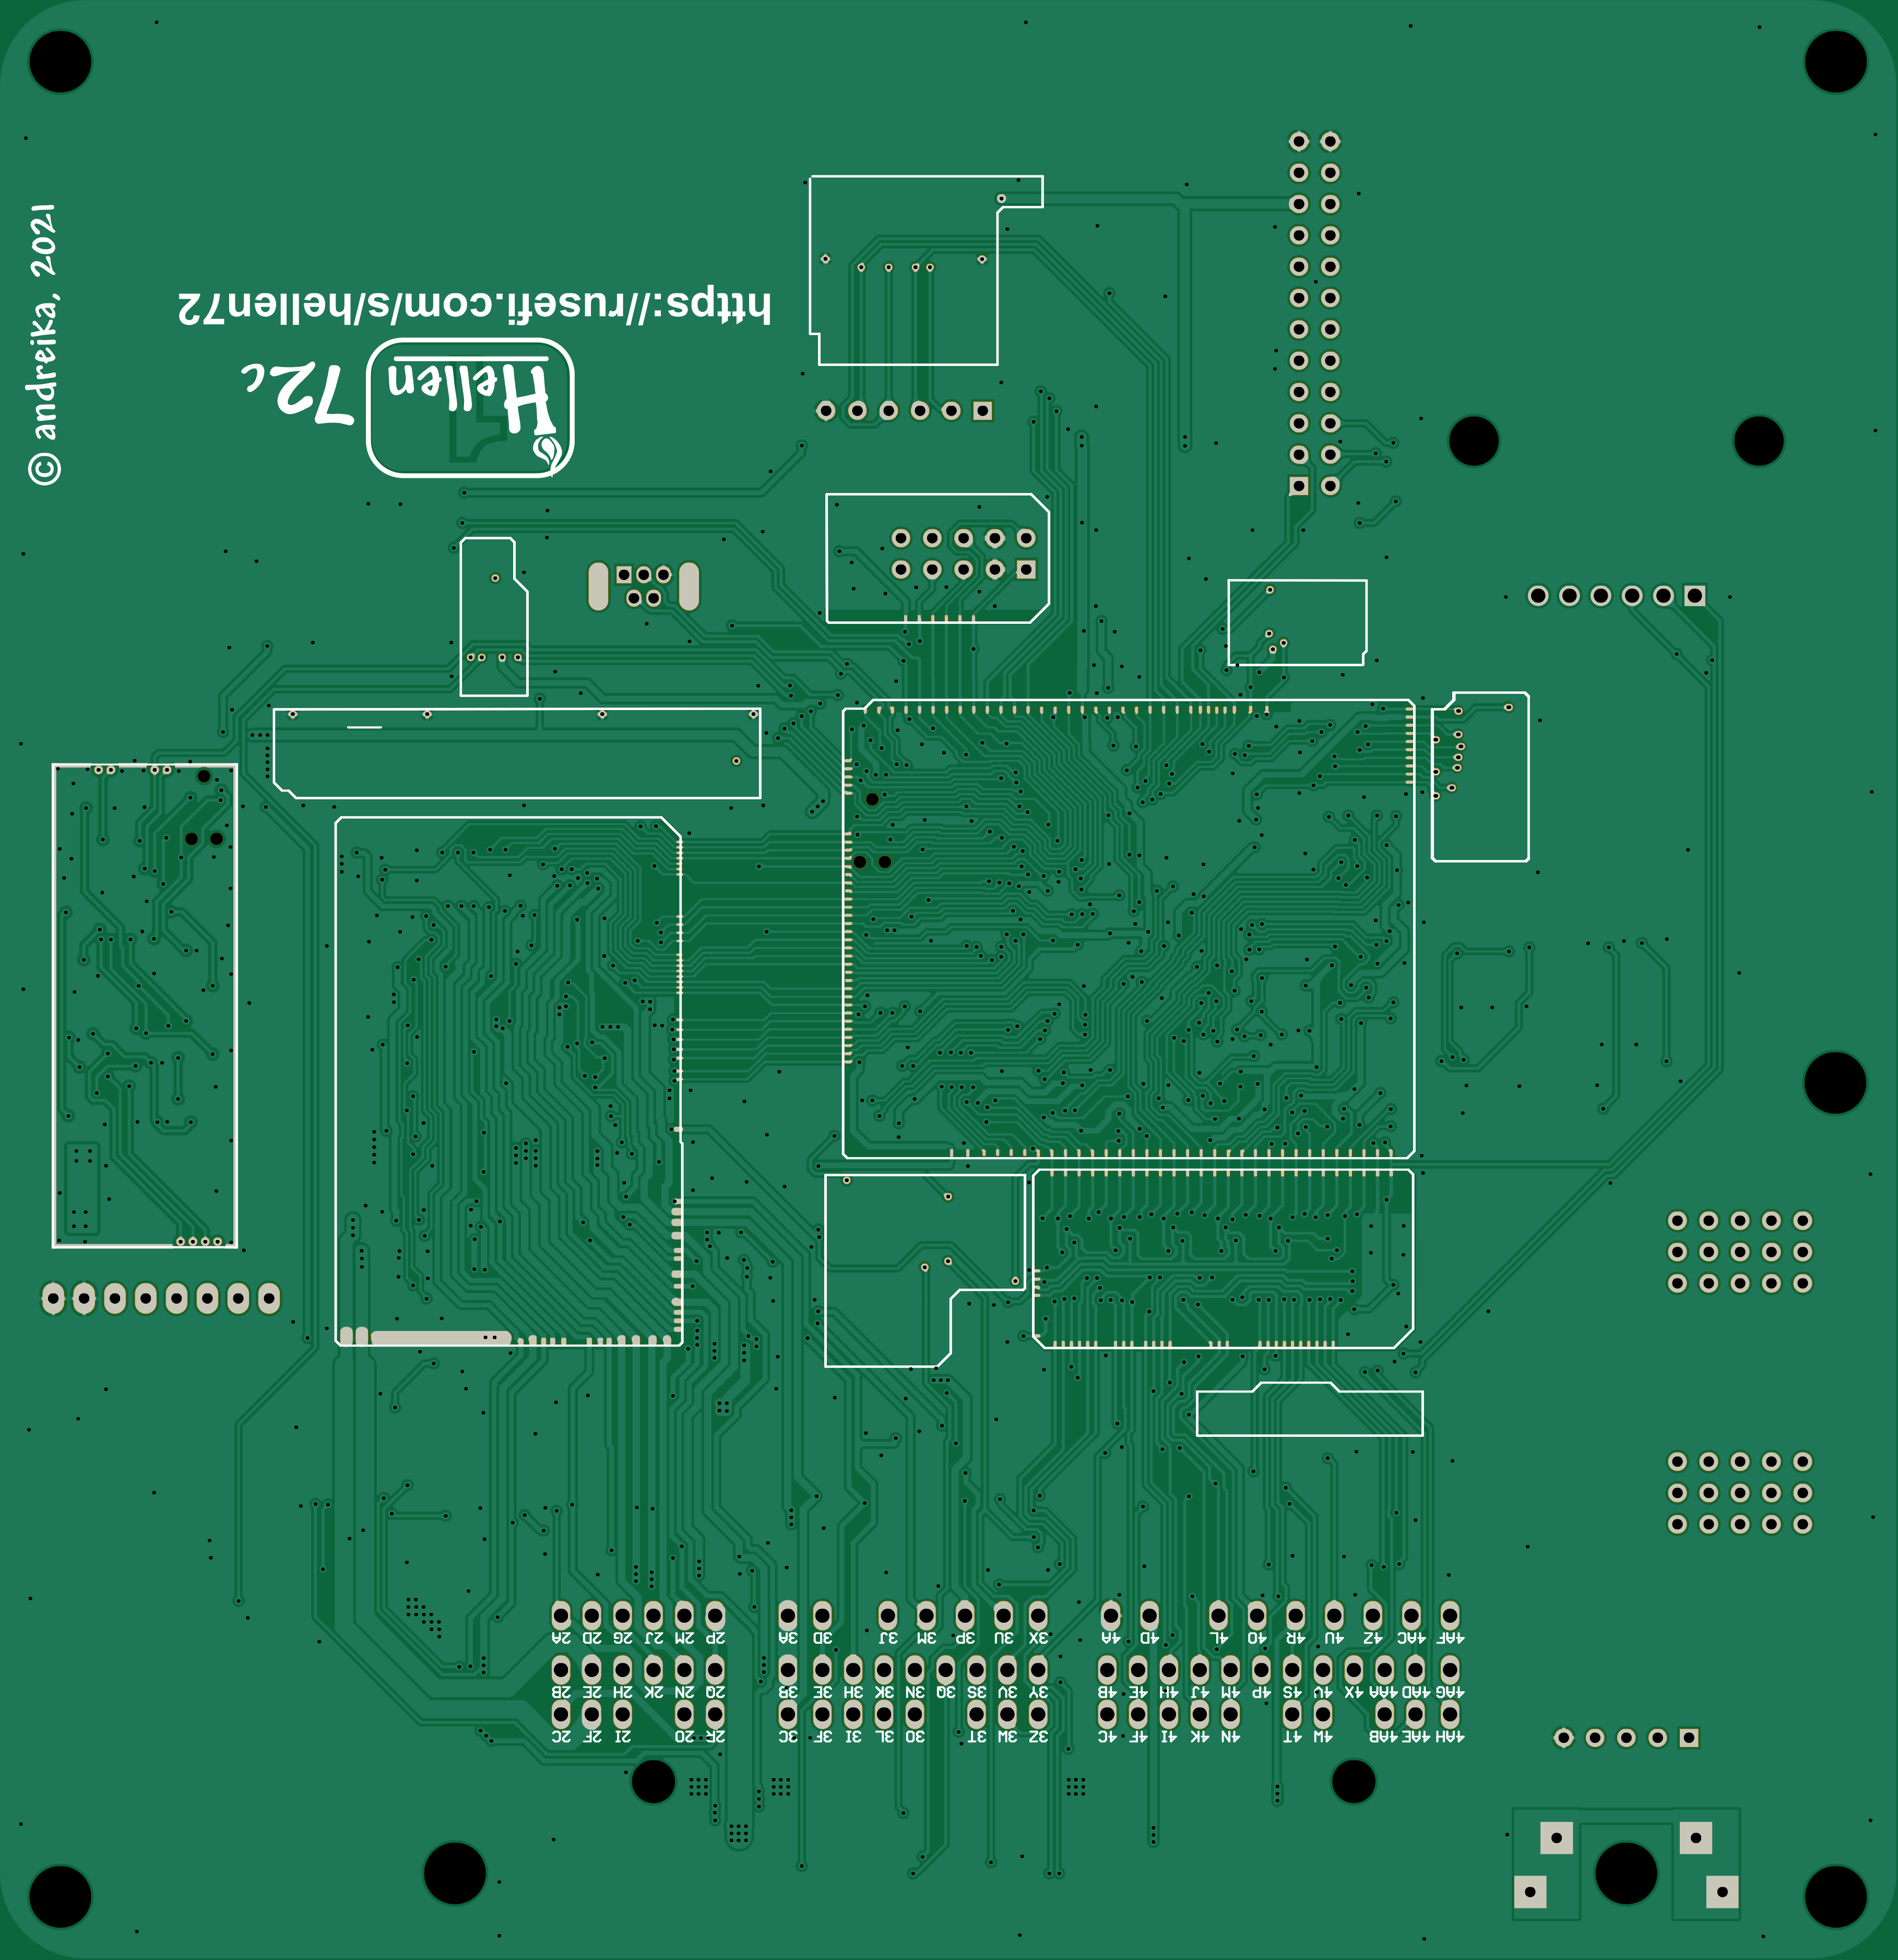 © andreika, 2021
https://rusefi.com/s/hellen72
Hellen
72c
2A 2D 2G 2J 2M 2P 3A 3D 3J 3M 3P 3U 3X 4A 4D 4L 4O 4R 4U 4Z 4AC 4AF
2B 2E 2H 2K 2N 2Q 3B 3E 3H 3K 3N 3Q 3S 3V 3Y 4B 4E 4H 4J 4M 4P 4S 4V 4X 4AA 4AD 4AG
2C 2F 2I 2O 2R 3C 3F 3I 3L 3O 3T 3W 3Z 4C 4F 4I 4K 4N 4T 4W 4AB 4AE 4AH